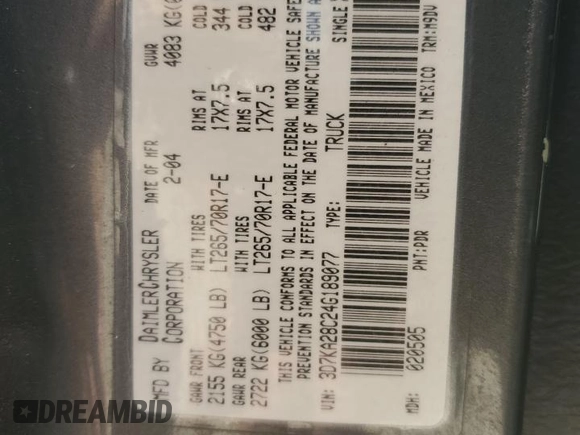 MFD BY DAIMLERCHRYSLER CORPORATION DATE OF MFR 2-04 GVWR 4083 KG
GAWR FRONT WITH TIRES RIMS AT COLD
2155 KG(4750 LB) LT265/70R17-E 17X7.5 344
GAWR REAR WITH TIRES RIMS AT COLD
2722 KG(6000 LB) LT265/70R17-E 17X7.5 482
THIS VEHICLE CONFORMS TO ALL APPLICABLE FEDERAL MOTOR VEHICLE
PREVENTION STANDARDS IN EFFECT ON THE DATE OF MANUFACTURE SHOWN
VIN: 3D7KA28C24G189077 TYPE: TRUCK SINGLE
MDH: 020905 PNT:PDR VEHICLE MADE IN MEXICO TRM:M9DV
DREAMBID